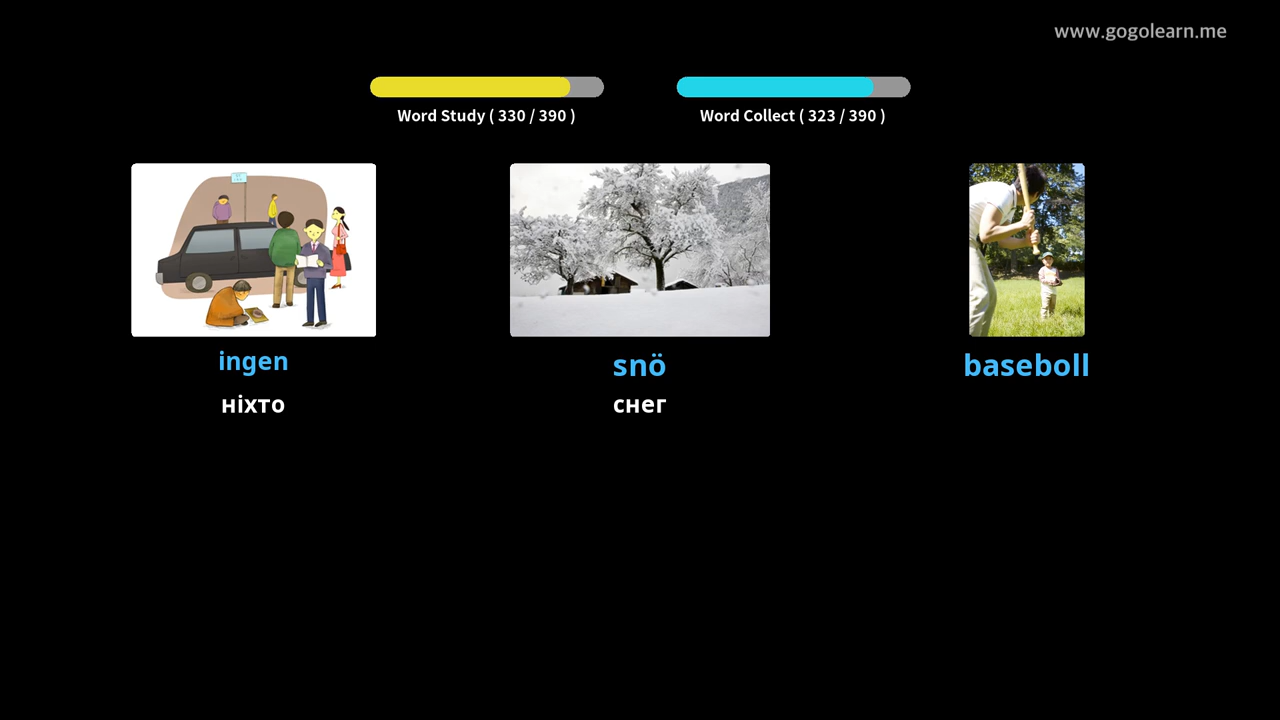 www.gogolearn.me
Word Study ( 330 / 390 )
Word Collect ( 323 / 390 )
ingen
snö
baseboll
ніхто
снег